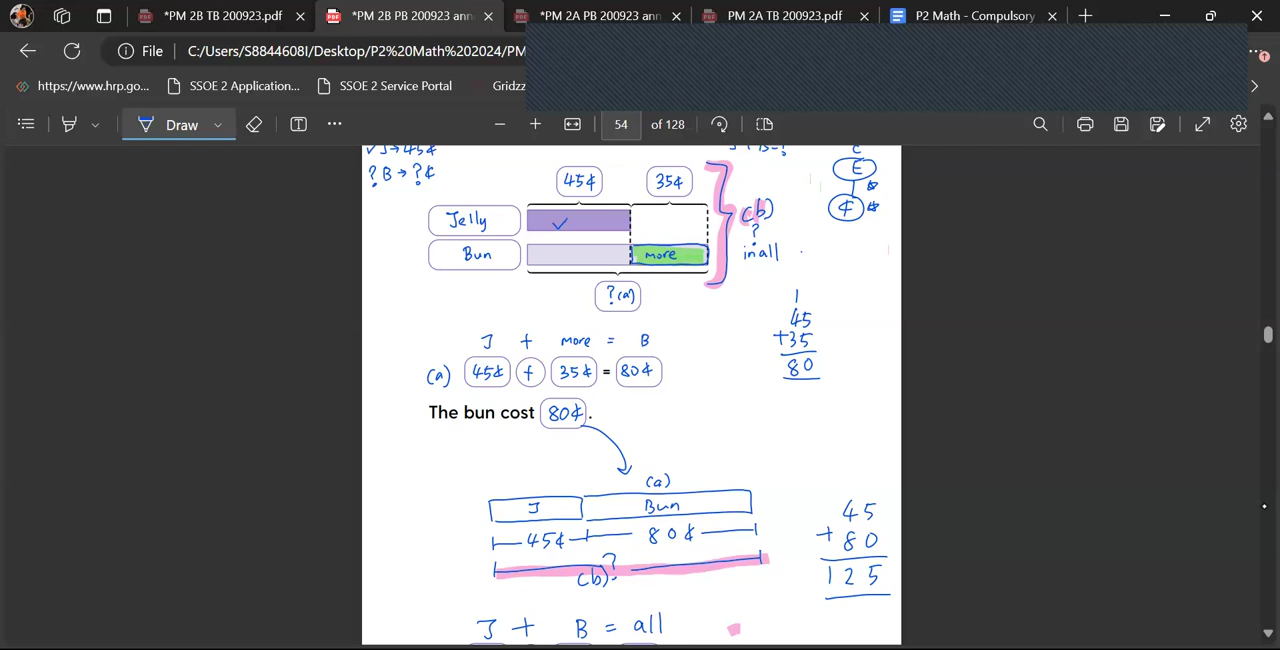 *PM 2B TB 200923.pdf
*PM 2B PB 200923 ann
*PM 2A PB 200923 ann
PM 2A TB 200923.pdf
P2 Math - Compulsory
File
C:/Users/S8844608I/Desktop/P2%20Math%202024/PM
https://www.hrp.go...
SSOE 2 Application...
SSOE 2 Service Portal
Gridzz
Draw
54 of 128
✓ J → 45¢
? B → ?¢
45¢ 35¢
Jelly ✓
Bun more
(b)
?
in all
?(a)
E
¢
1
45
+35
80
J + more = B
(a) 45¢ + 35¢ = 80¢
The bun cost 80¢.
(a)
J Bun
45¢ 80¢
?
(b)
45
+ 80
125
J + B = all